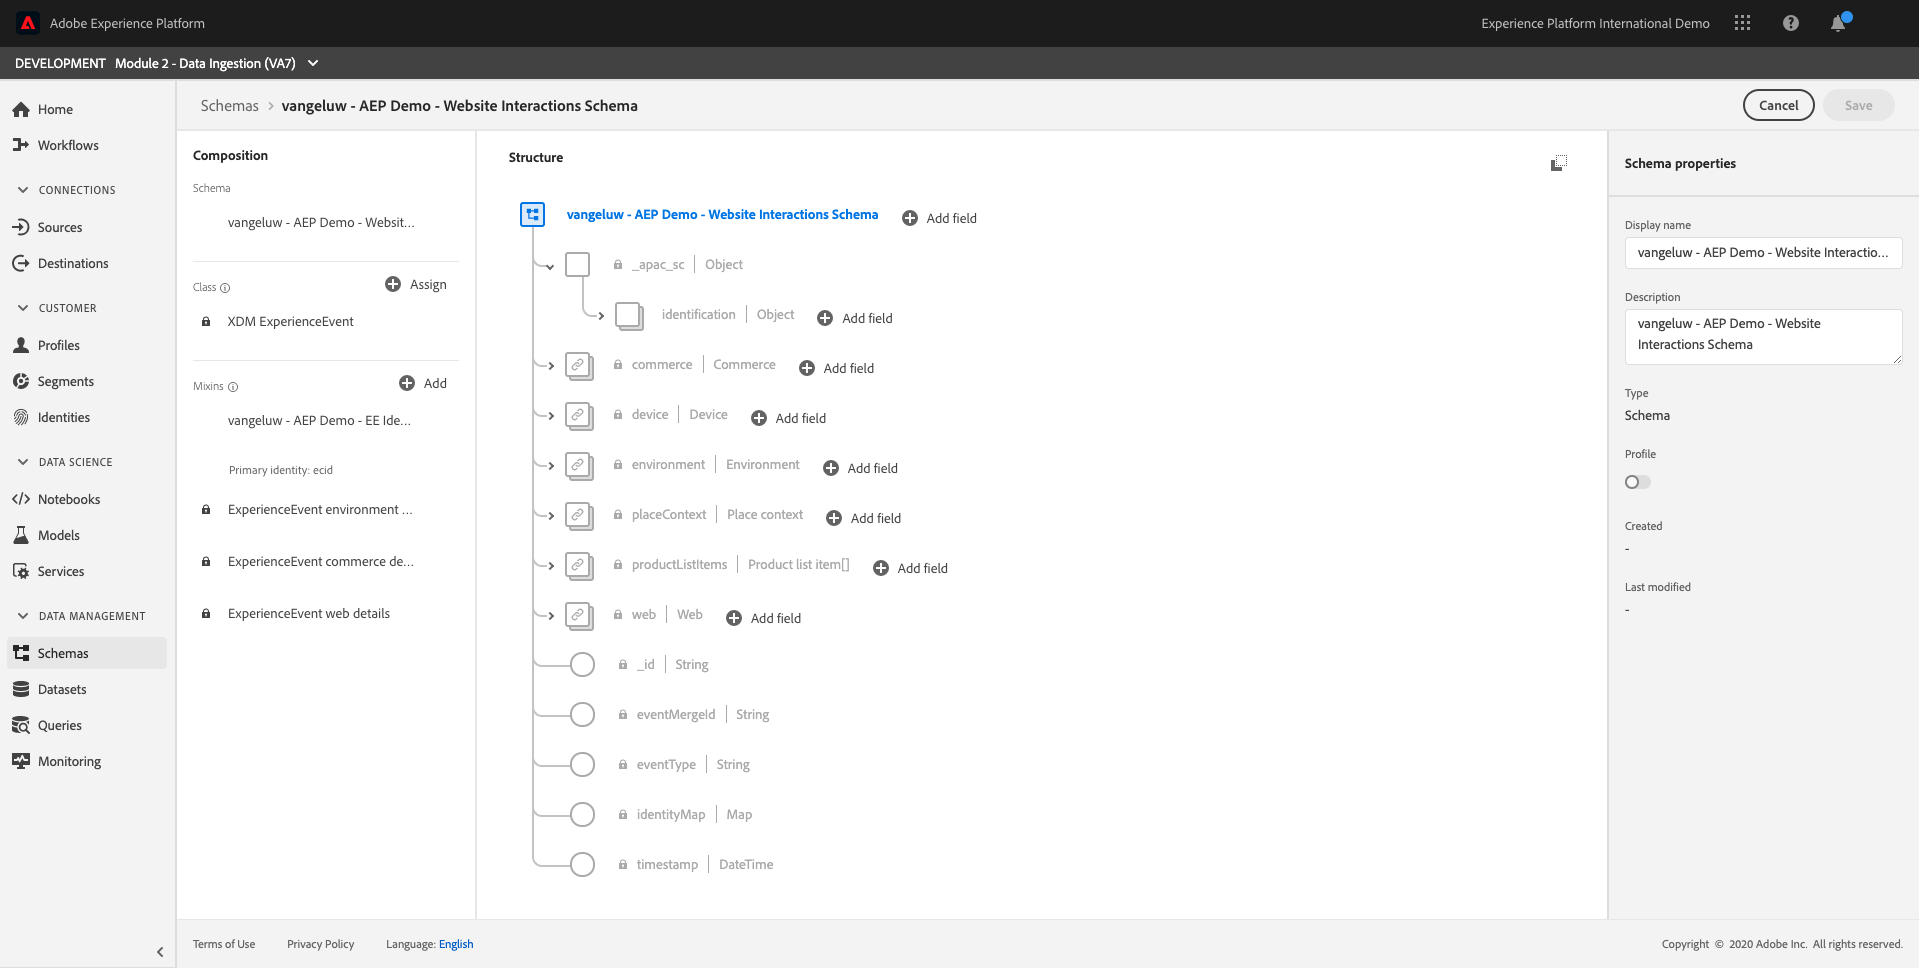 Adobe Experience Platform
Experience Platform International Demo
DEVELOPMENT Module 2 - Data Ingestion (VA7)
Home
Workflows
CONNECTIONS
Sources
Destinations
CUSTOMER
Profiles
Segments
Identities
DATA SCIENCE
Notebooks
Models
Services
DATA MANAGEMENT
Schemas
Datasets
Queries
Monitoring
Schemas > vangeluw - AEP Demo - Website Interactions Schema
Cancel
Save
Composition
Schema
vangeluw - AEP Demo - Websit...
Class
Assign
XDM ExperienceEvent
Mixins
Add
vangeluw - AEP Demo - EE Ide...
Primary identity: ecid
ExperienceEvent environment ...
ExperienceEvent commerce de...
ExperienceEvent web details
Structure
vangeluw - AEP Demo - Website Interactions Schema Add field
_apac_sc Object
identification Object Add field
commerce Commerce Add field
device Device Add field
environment Environment Add field
placeContext Place context Add field
productListItems Product list item[] Add field
web Web Add field
_id String
eventMergeId String
eventType String
identityMap Map
timestamp DateTime
Schema properties
Display name
vangeluw - AEP Demo - Website Interactio...
Description
vangeluw - AEP Demo - Website
Interactions Schema
Type
Schema
Profile
Created
-
Last modified
-
Terms of Use Privacy Policy Language: English
Copyright © 2020 Adobe Inc. All rights reserved.